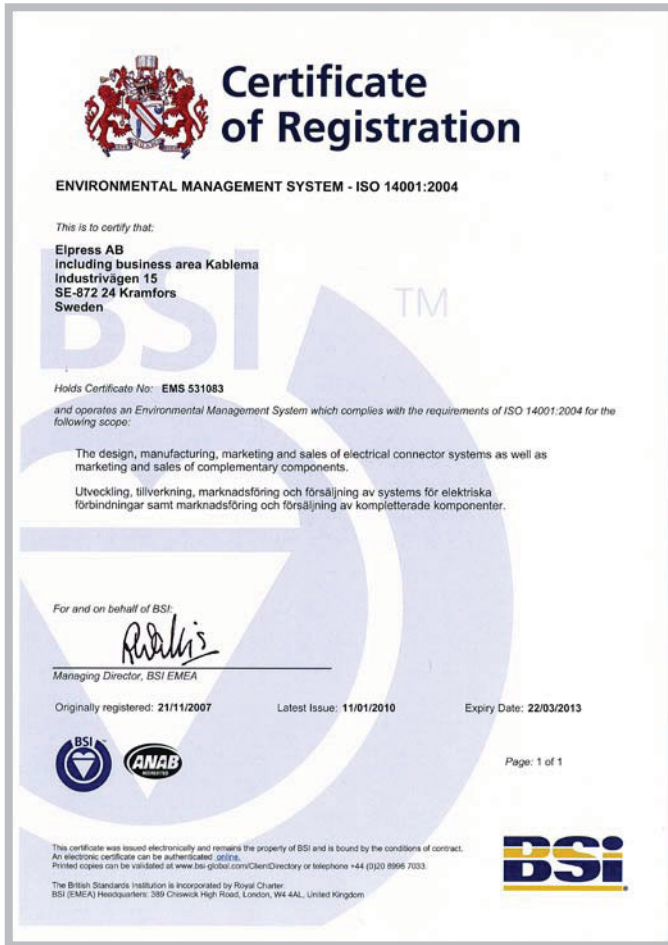 Certificate
of Registration
ENVIRONMENTAL MANAGEMENT SYSTEM - ISO 14001:2004
This is to certify that:
Elpress AB
including business area Kablema
Industrivägen 15
SE-872 24 Kramfors
Sweden
BSI
TM
Holds Certificate No: EMS 531083
and operates an Environmental Management System which complies with the requirements of ISO 14001:2004 for the
following scope:
The design, manufacturing, marketing and sales of electrical connector systems as well as
marketing and sales of complementary components.
Utveckling, tillverkning, marknadsföring och försäljning av systems för elektriska
förbindningar samt marknadsföring och försäljning av kompletterade komponenter.
For and on behalf of BSI:
Managing Director, BSI EMEA
Originally registered: 21/11/2007 Latest Issue: 11/01/2010 Expiry Date: 22/03/2013
BSI
ANAB
ACCREDITED
Page: 1 of 1
This certificate was issued electronically and remains the property of BSI and is bound by the conditions of contract.
An electronic certificate can be authenticated online.
Printed copies can be validated at www.bsi-global.com/ClientDirectory or telephone +44 (0)20 8996 7033.
The British Standards Institution is incorporated by Royal Charter.
BSI (EMEA) Headquarters: 389 Chiswick High Road, London, W4 4AL, United Kingdom
BSi